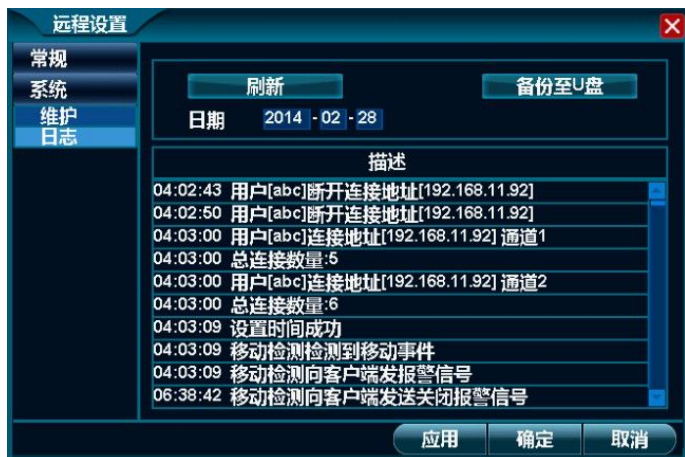 远程设置
常规
系统
维护
日志
刷新 备份至U盘
日期 2014 - 02 - 28
描述
04:02:43 用户[abc]断开连接地址[192.168.11.92]
04:02:50 用户[abc]断开连接地址[192.168.11.92]
04:03:00 用户[abc]连接地址[192.168.11.92] 通道1
04:03:00 总连接数量:5
04:03:00 用户[abc]连接地址[192.168.11.92] 通道2
04:03:00 总连接数量:6
04:03:09 设置时间成功
04:03:09 移动检测检测到移动事件
04:03:09 移动检测向客户端发报警信号
06:38:42 移动检测向客户端发送关闭报警信号
应用 确定 取消